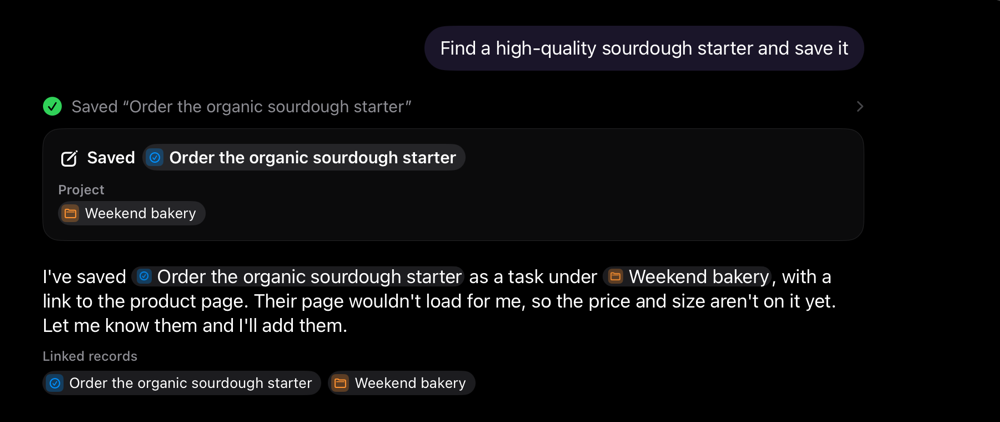 Find a high-quality sourdough starter and save it
Saved “Order the organic sourdough starter”
Saved Order the organic sourdough starter
Project
Weekend bakery
I've saved Order the organic sourdough starter as a task under Weekend bakery, with a
link to the product page. Their page wouldn't load for me, so the price and size aren't on it yet.
Let me know them and I'll add them.
Linked records
Order the organic sourdough starter Weekend bakery